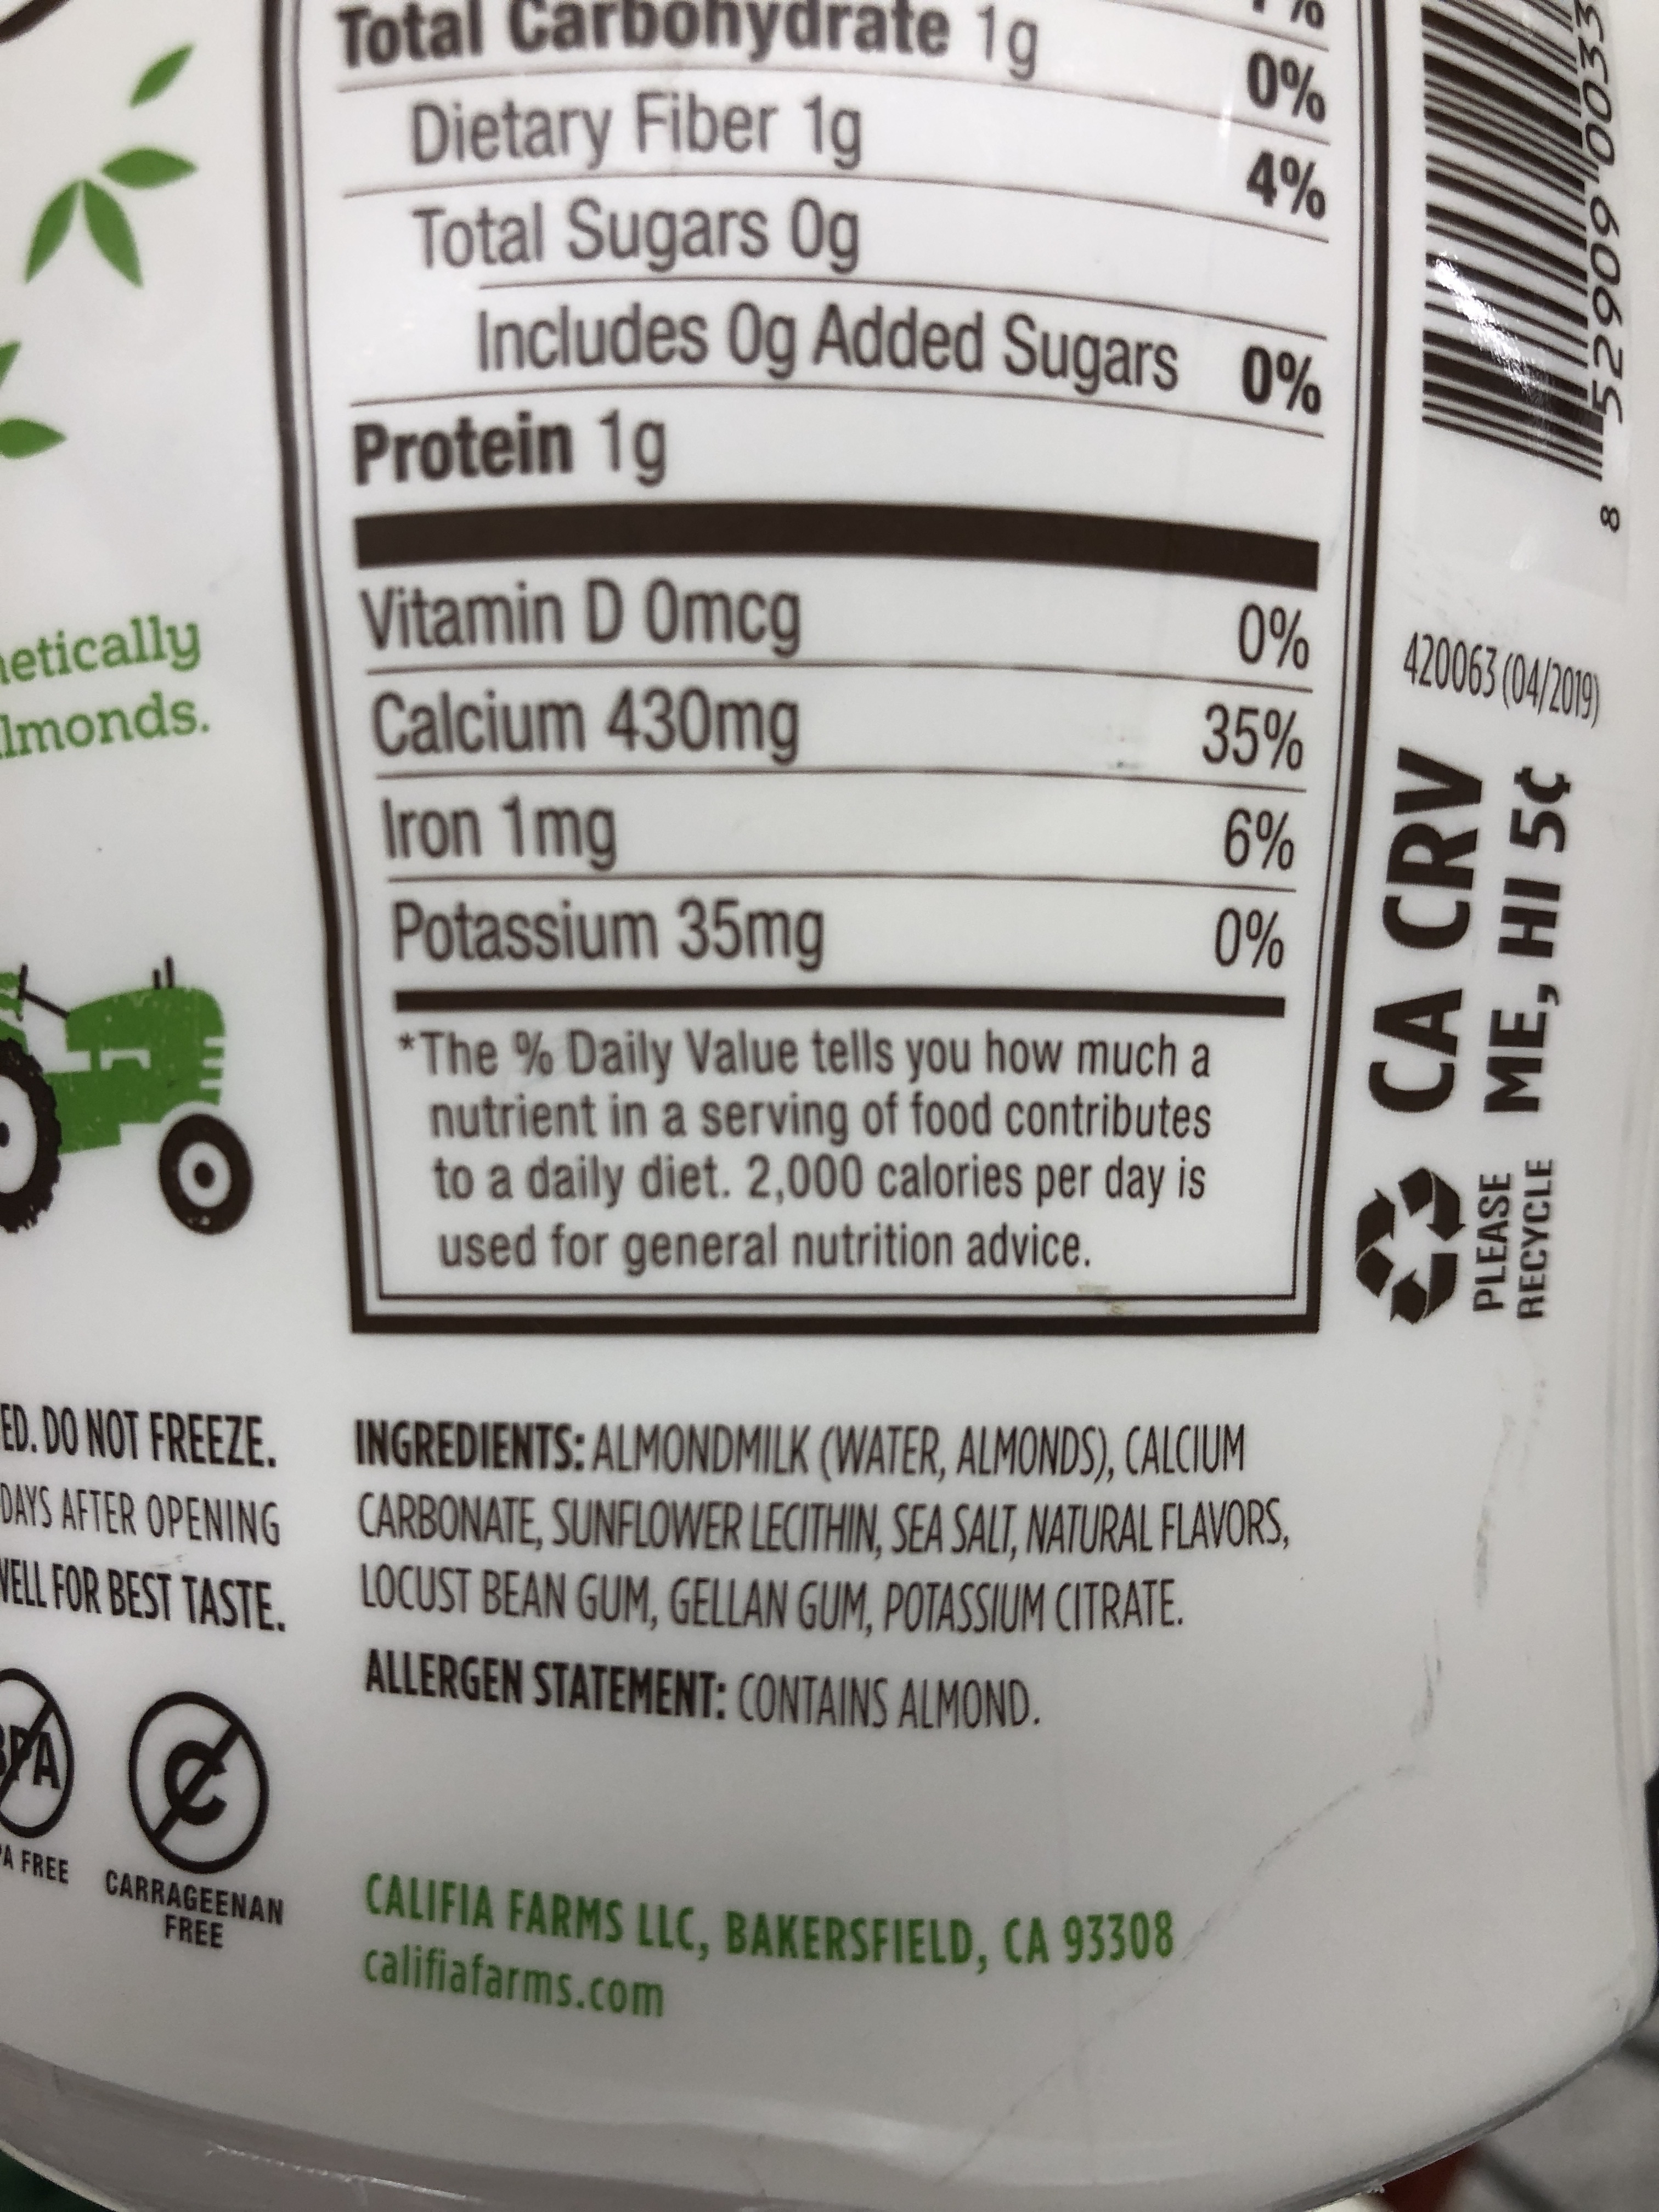 Total Carbohydrate 1g 0%
Dietary Fiber 1g 4%
Total Sugars 0g
Includes 0g Added Sugars 0%
Protein 1g
Vitamin D 0mcg 0%
Calcium 430mg 35%
Iron 1mg 6%
Potassium 35mg 0%
*The % Daily Value tells you how much a
nutrient in a serving of food contributes
to a daily diet. 2,000 calories per day is
used for general nutrition advice.
INGREDIENTS: ALMONDMILK (WATER, ALMONDS), CALCIUM
CARBONATE, SUNFLOWER LECITHIN, SEA SALT, NATURAL FLAVORS,
LOCUST BEAN GUM, GELLAN GUM, POTASSIUM CITRATE.
ALLERGEN STATEMENT: CONTAINS ALMOND.
CALIFIA FARMS LLC, BAKERSFIELD, CA 93308
califiafarms.com
DO NOT FREEZE.
DAYS AFTER OPENING
FOR BEST TASTE.
FREE
C
CARRAGEENAN
FREE
420063 (04/2019)
CA CRV
ME, HI 5¢
PLEASE
RECYCLE